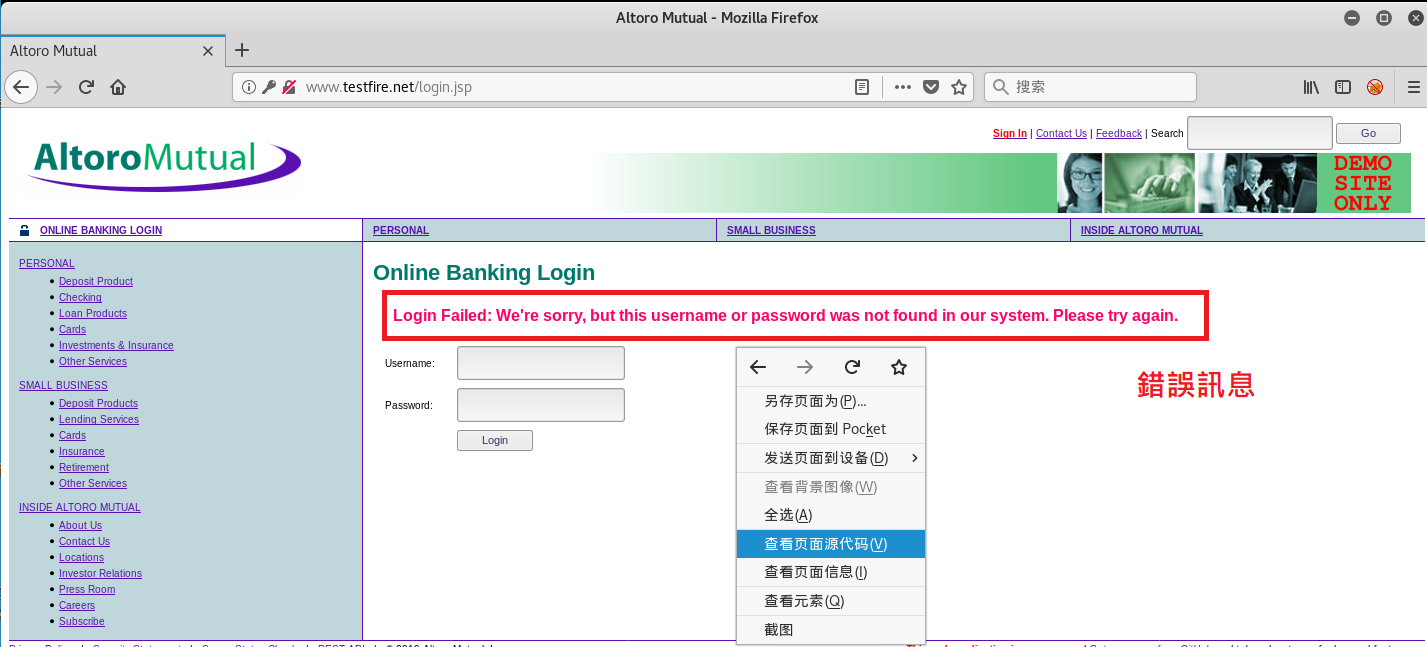 Altoro Mutual - Mozilla Firefox
Altoro Mutual
www.testfire.net/login.jsp
搜索
Sign In | Contact Us | Feedback | Search
Go
AltoroMutual
DEMO
SITE
ONLY
ONLINE BANKING LOGIN
PERSONAL
SMALL BUSINESS
INSIDE ALTORO MUTUAL
PERSONAL
Deposit Product
Checking
Loan Products
Cards
Investments & Insurance
Other Services
SMALL BUSINESS
Deposit Products
Lending Services
Cards
Insurance
Retirement
Other Services
INSIDE ALTORO MUTUAL
About Us
Contact Us
Locations
Investor Relations
Press Room
Careers
Subscribe
Online Banking Login
Login Failed: We're sorry, but this username or password was not found in our system. Please try again.
Username:
Password:
Login
錯誤訊息
另存页面为(P)...
保存页面到 Pocket
发送页面到设备(D)
查看背景图像(W)
全选(A)
查看页面源代码(V)
查看页面信息(I)
查看元素(Q)
截图